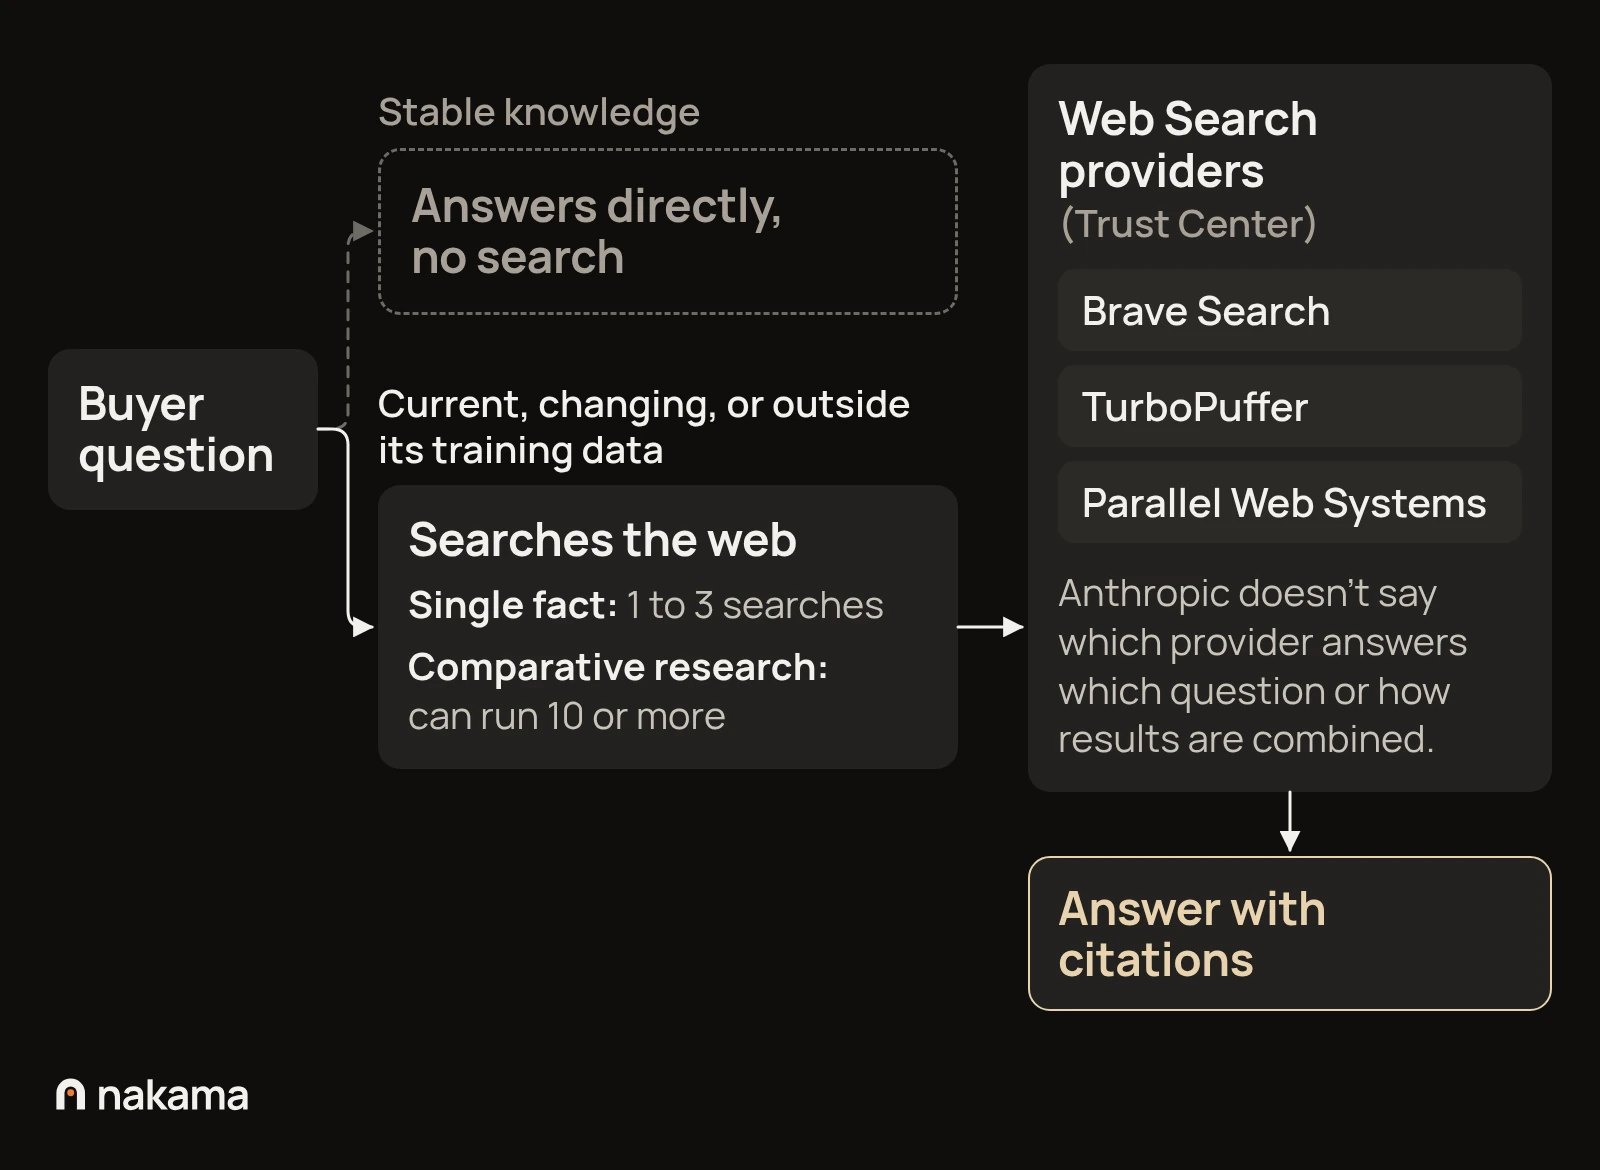 Stable knowledge
Answers directly,
no search
Buyer
question
Current, changing, or outside
its training data
Searches the web
Single fact: 1 to 3 searches
Comparative research:
can run 10 or more
Web Search
providers
(Trust Center)
Brave Search
TurboPuffer
Parallel Web Systems
Anthropic doesn’t say
which provider answers
which question or how
results are combined.
Answer with
citations
nakama